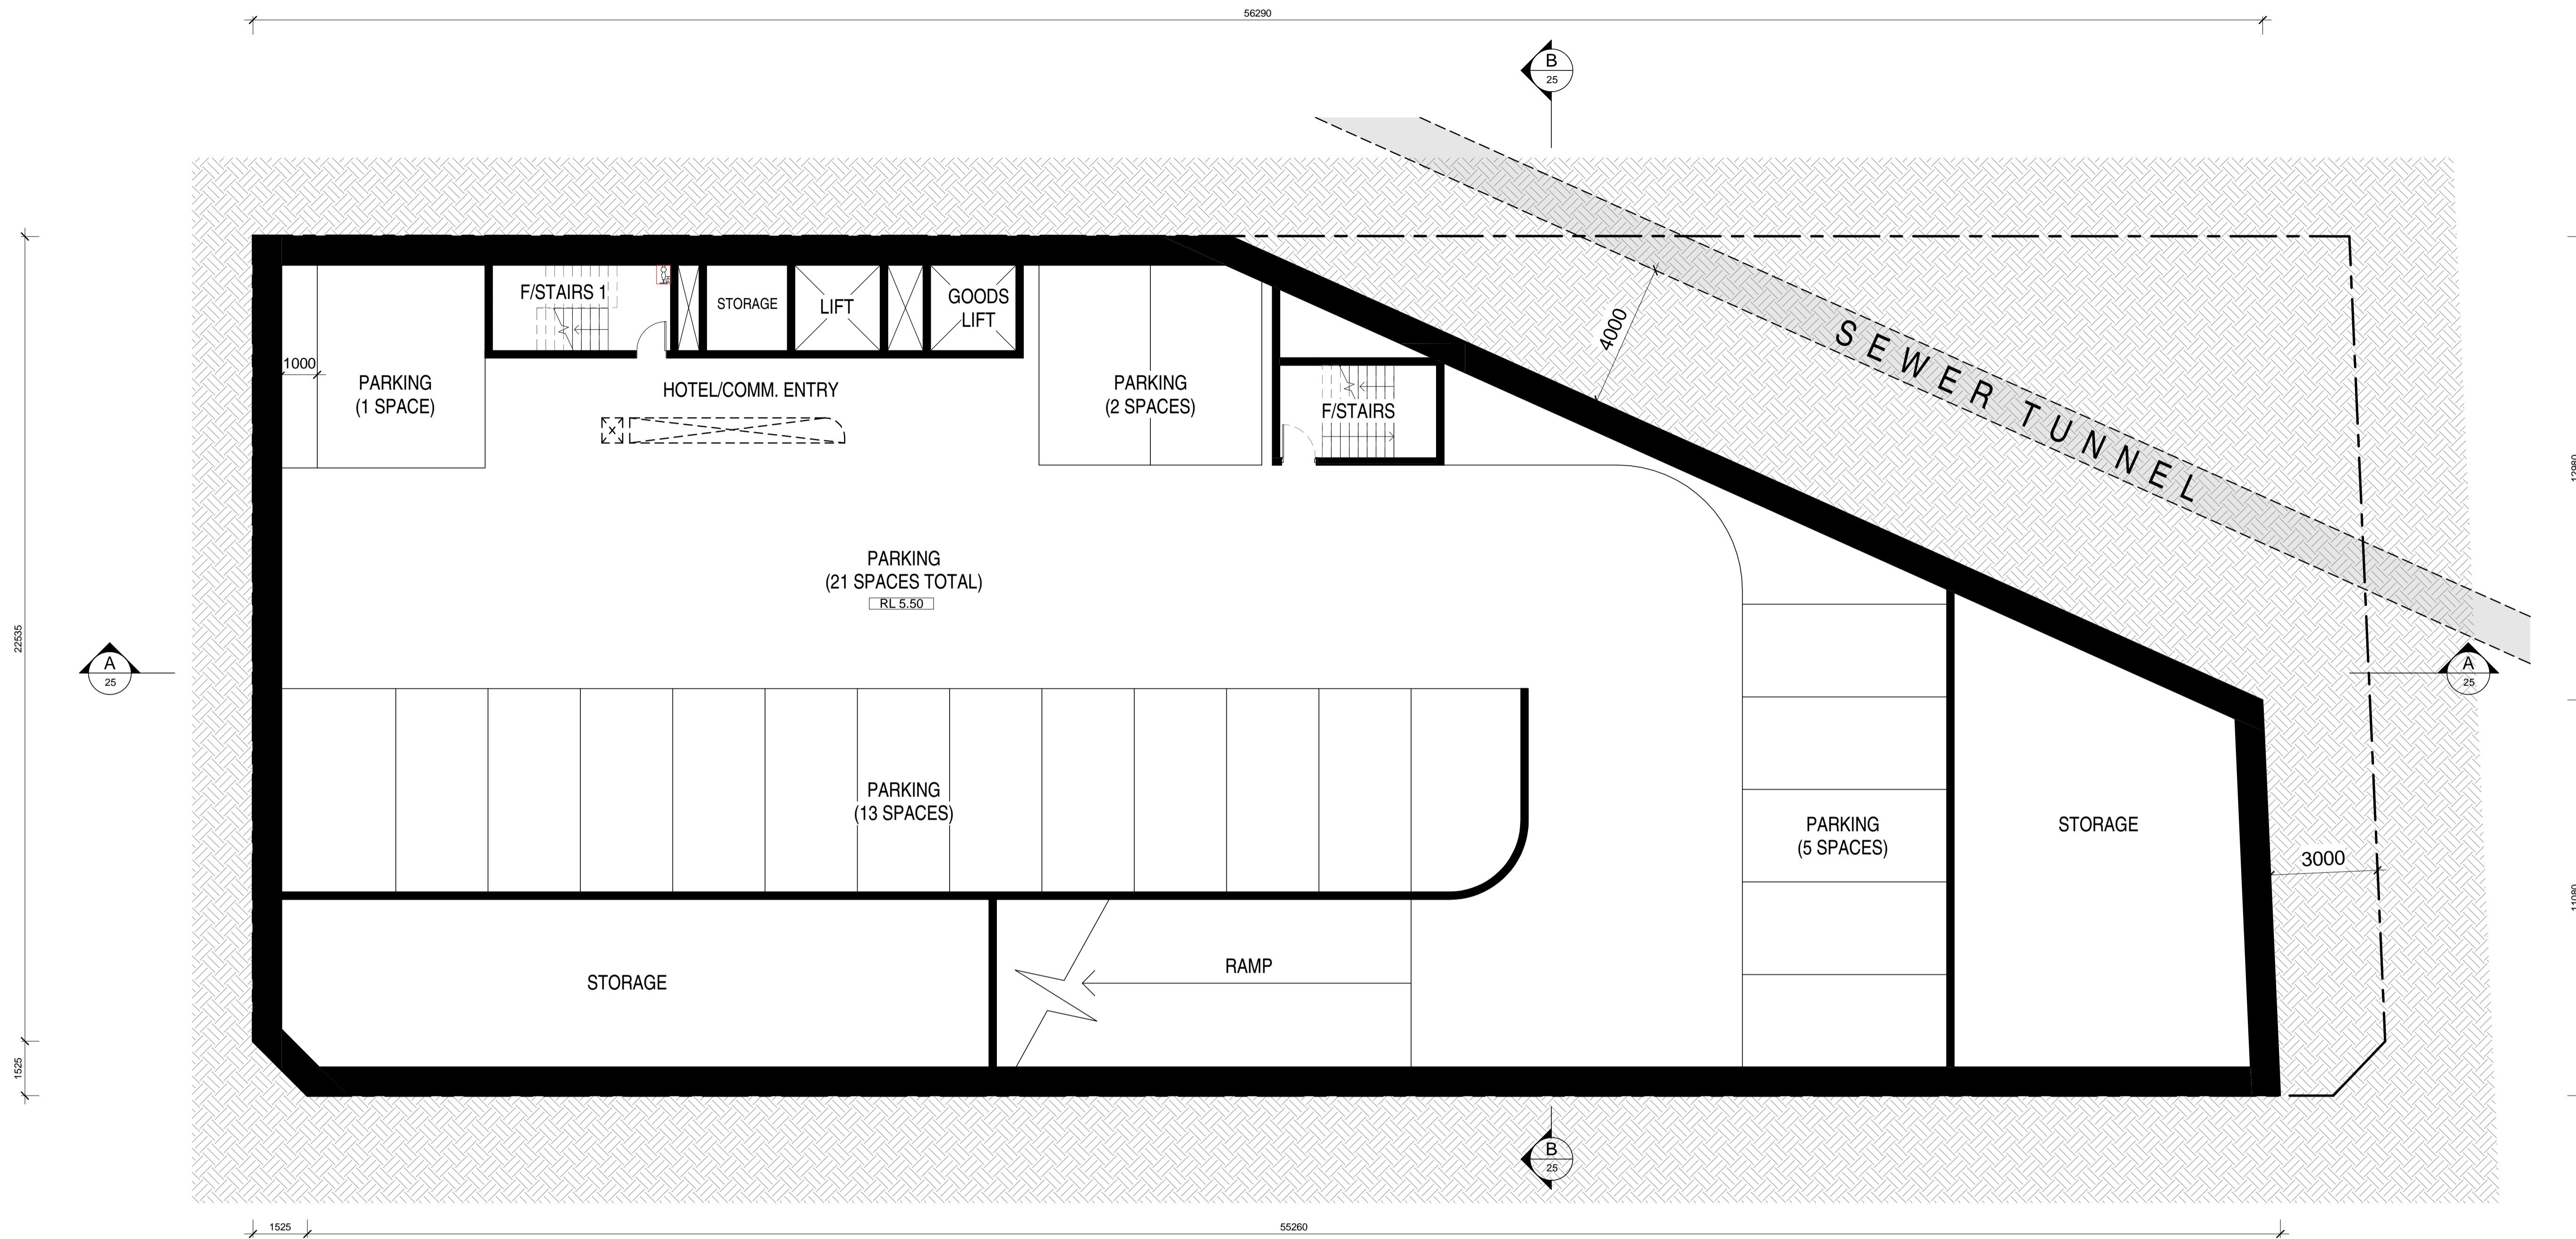 56290
B
25
F/STAIRS 1
STORAGE
LIFT
GOODS
LIFT
1000
PARKING
(1 SPACE)
HOTEL/COMM. ENTRY
PARKING
(2 SPACES)
F/STAIRS
4000
SEWER TUNNEL
12980
PARKING
(21 SPACES TOTAL)
RL 5.50
22535
A
25
A
25
PARKING
(13 SPACES)
PARKING
(5 SPACES)
STORAGE
3000
11080
STORAGE
RAMP
1525
B
25
1525
55260